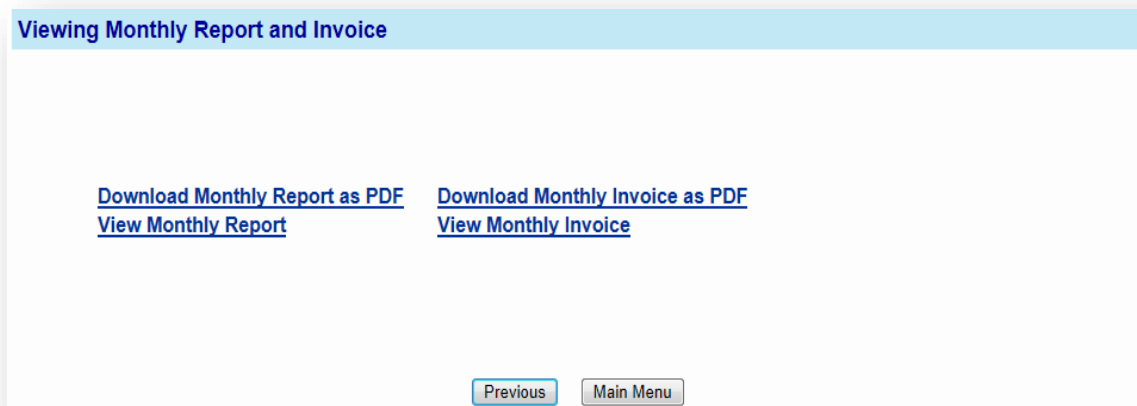 Viewing Monthly Report and Invoice
Download Monthly Report as PDF Download Monthly Invoice as PDF
View Monthly Report View Monthly Invoice
Previous Main Menu